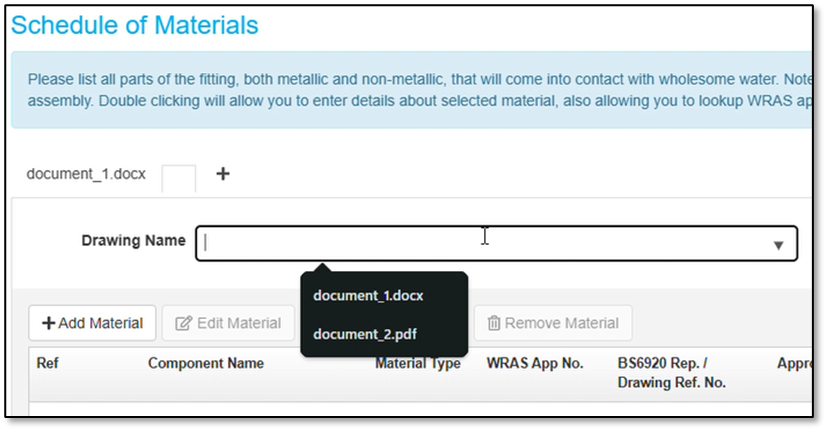 Schedule of Materials
Please list all parts of the fitting, both metallic and non-metallic, that will come into contact with wholesome water. Note
assembly. Double clicking will allow you to enter details about selected material, also allowing you to lookup WRAS ap
document_1.docx +
Drawing Name
document_1.docx
document_2.pdf
+Add Material Edit Material Remove Material
Ref Component Name Material Type WRAS App No. BS6920 Rep. / Appro
Drawing Ref. No.